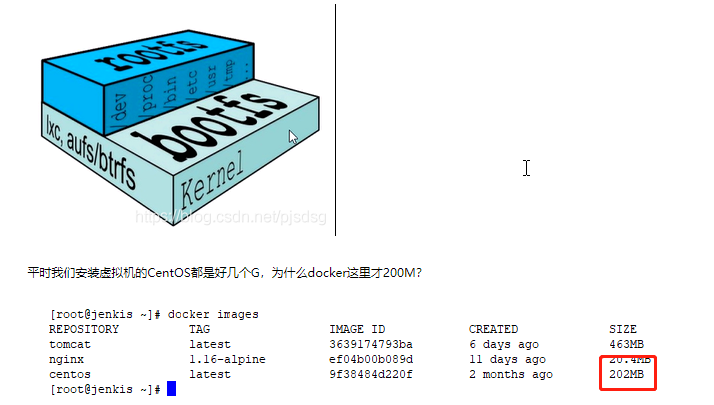 rootfs
/dev
/proc
/bin
/etc
/usr
/tmp
...
bootfs
lxc, aufs/btrfs
Kernel
https://blog.csdn.net/pjsdsg
平时我们安装虚拟机的CentOS都是好几个G，为什么docker这里才200M?
[root@jenkis ~]# docker images
REPOSITORY TAG IMAGE ID CREATED SIZE
tomcat latest 3639174793ba 6 days ago 463MB
nginx 1.16-alpine ef04b00b089d 11 days ago 20.4MB
centos latest 9f38484d220f 2 months ago 202MB
[root@jenkis ~]#